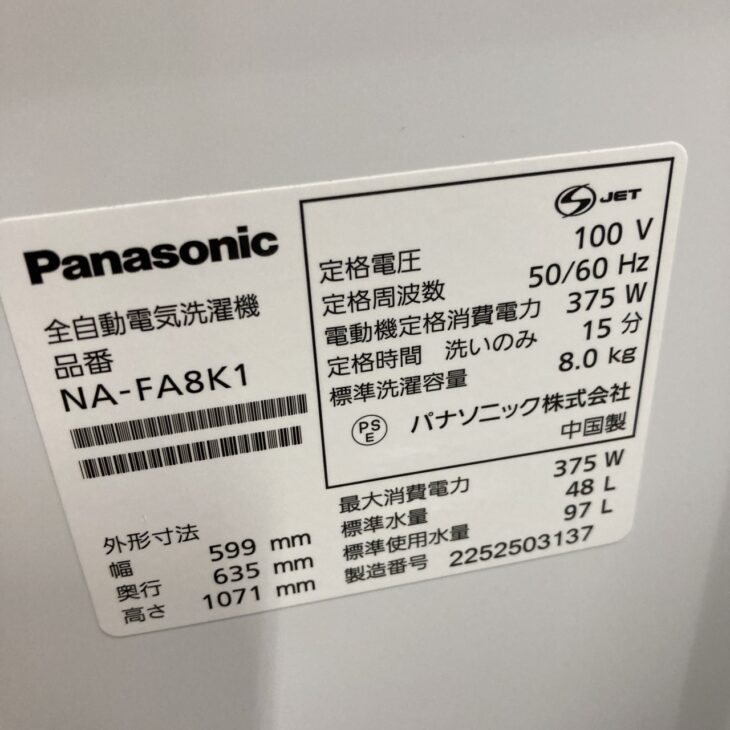 Panasonic
全自動電気洗濯機
品番
NA-FA8K1
外形寸法
幅 599 mm
奥行 635 mm
高さ 1071 mm
S JET
定格電圧 100 V
定格周波数 50/60 Hz
電動機定格消費電力 375 W
定格時間 洗いのみ 15 分
標準洗濯容量 8.0 kg
PS
E
パナソニック株式会社
中国製
最大消費電力 375 W
標準水量 48 L
標準使用水量 97 L
製造番号 2252503137